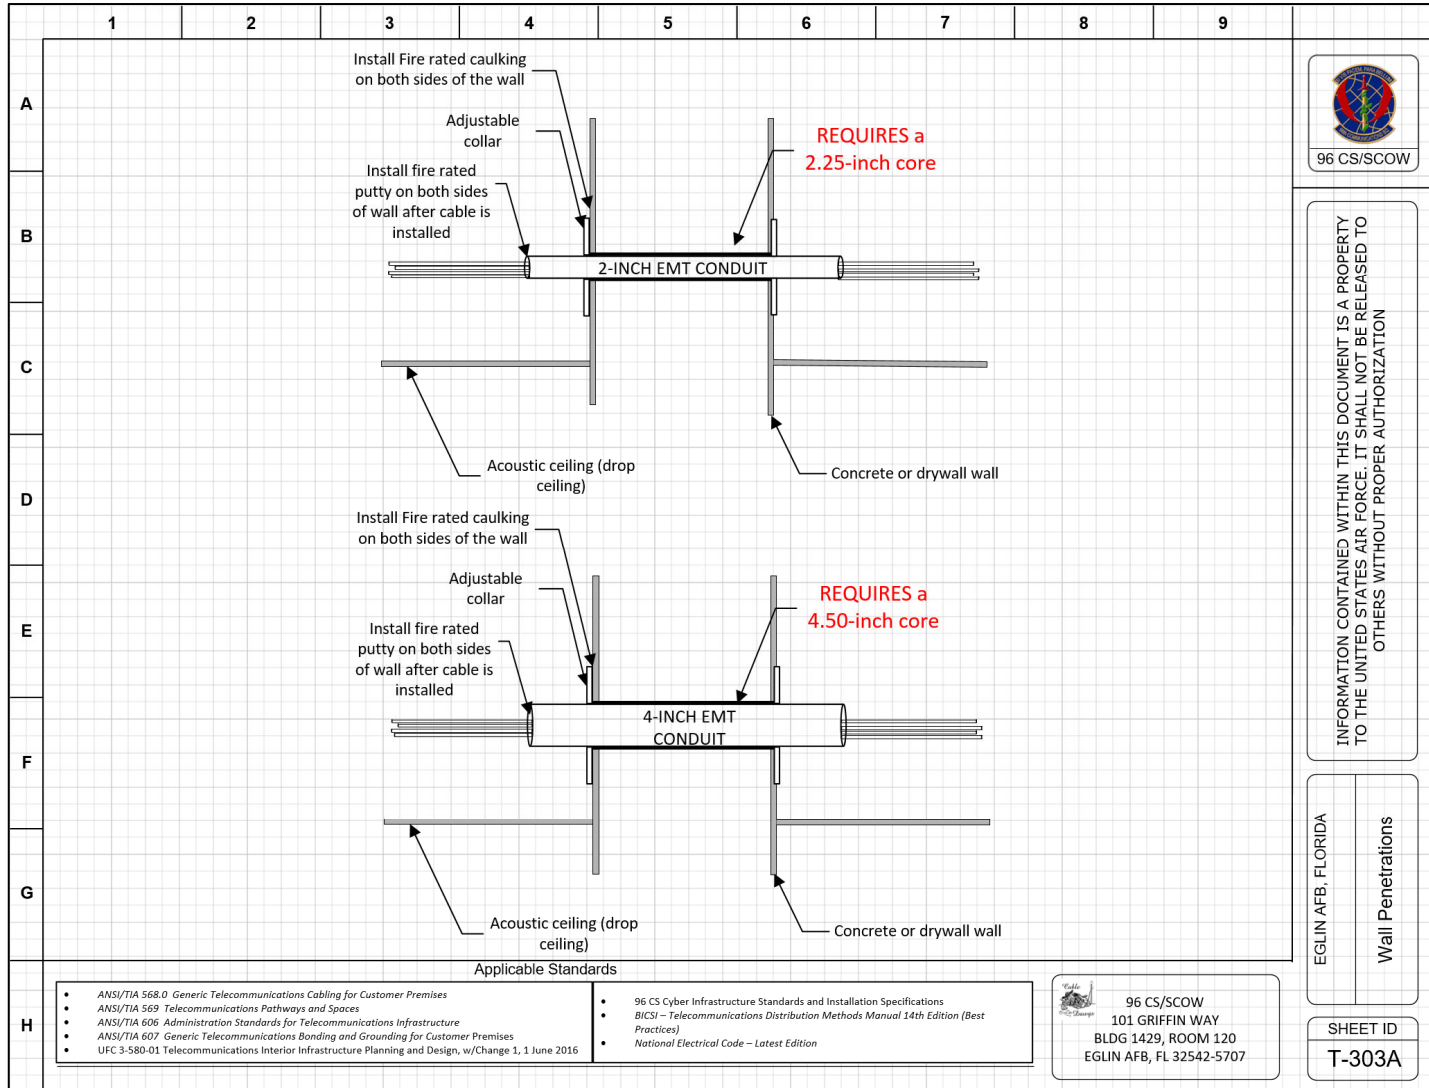 1 2 3 4 5 6 7 8 9
A
B
C
D
E
F
G
H
Install Fire rated caulking
on both sides of the wall
Adjustable
collar
Install fire rated
putty on both sides
of wall after cable is
installed
REQUIRES a
2.25-inch core
2-INCH EMT CONDUIT
Acoustic ceiling (drop
ceiling)
Concrete or drywall wall
Install Fire rated caulking
on both sides of the wall
Adjustable
collar
Install fire rated
putty on both sides
of wall after cable is
installed
REQUIRES a
4.50-inch core
4-INCH EMT
CONDUIT
Acoustic ceiling (drop
ceiling)
Concrete or drywall wall
96 CS/SCOW
INFORMATION CONTAINED WITHIN THIS DOCUMENT IS A PROPERTY
TO THE UNITED STATES AIR FORCE. IT SHALL NOT BE RELEASED TO
OTHERS WITHOUT PROPER AUTHORIZATION
EGLIN AFB, FLORIDA
Wall Penetrations
Applicable Standards
• ANSI/TIA 568.0 Generic Telecommunications Cabling for Customer Premises
• ANSI/TIA 569 Telecommunications Pathways and Spaces
• ANSI/TIA 606 Administration Standards for Telecommunications Infrastructure
• ANSI/TIA 607 Generic Telecommunications Bonding and Grounding for Customer Premises
• UFC 3-580-01 Telecommunications Interior Infrastructure Planning and Design, w/Change 1, 1 June 2016
• 96 CS Cyber Infrastructure Standards and Installation Specifications
• BICSI – Telecommunications Distribution Methods Manual 14th Edition (Best
Practices)
• National Electrical Code – Latest Edition
Cable
Dawgs
96 CS/SCOW
101 GRIFFIN WAY
BLDG 1429, ROOM 120
EGLIN AFB, FL 32542-5707
SHEET ID
T-303A